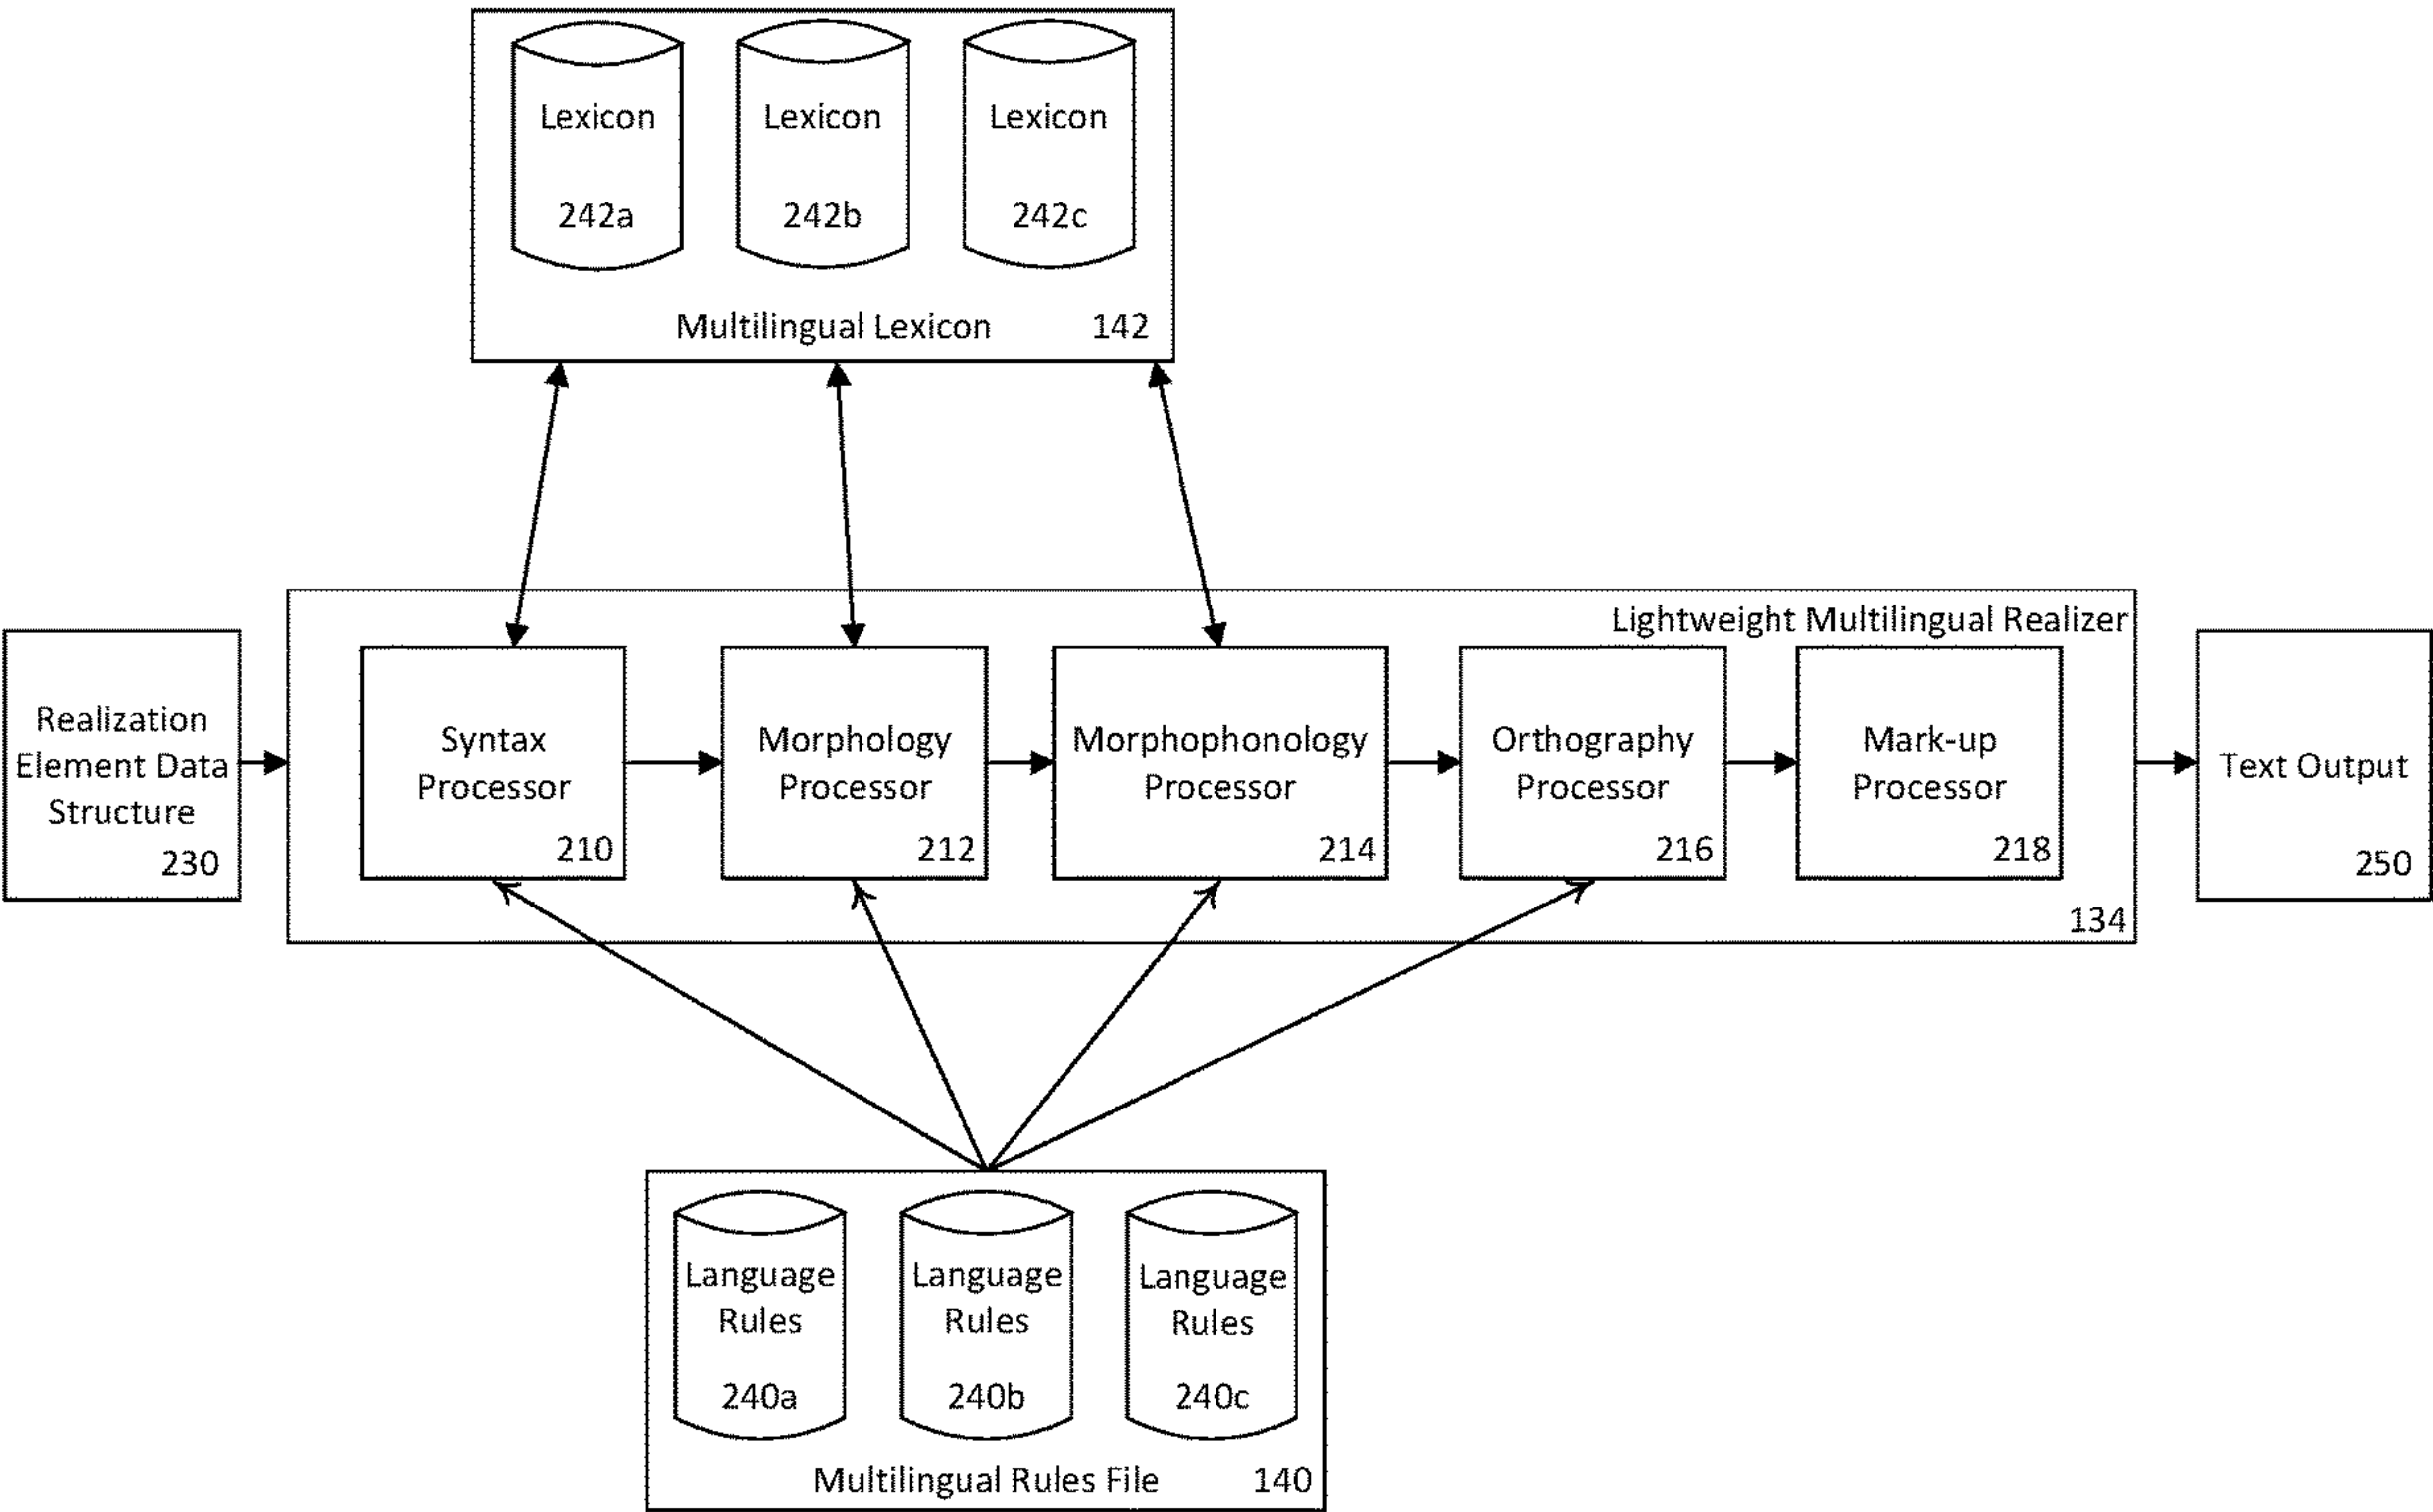 Lexicon
242a
Lexicon
242b
Lexicon
242c
Multilingual Lexicon
142
Lightweight Multilingual Realizer
Realization
Element Data
Structure
230
Syntax
Processor
210
Morphology
Processor
212
Morphophonology
Processor
214
Orthography
Processor
216
Mark-up
Processor
218
134
Text Output
250
Language
Rules
240a
Language
Rules
240b
Language
Rules
240c
Multilingual Rules File
140